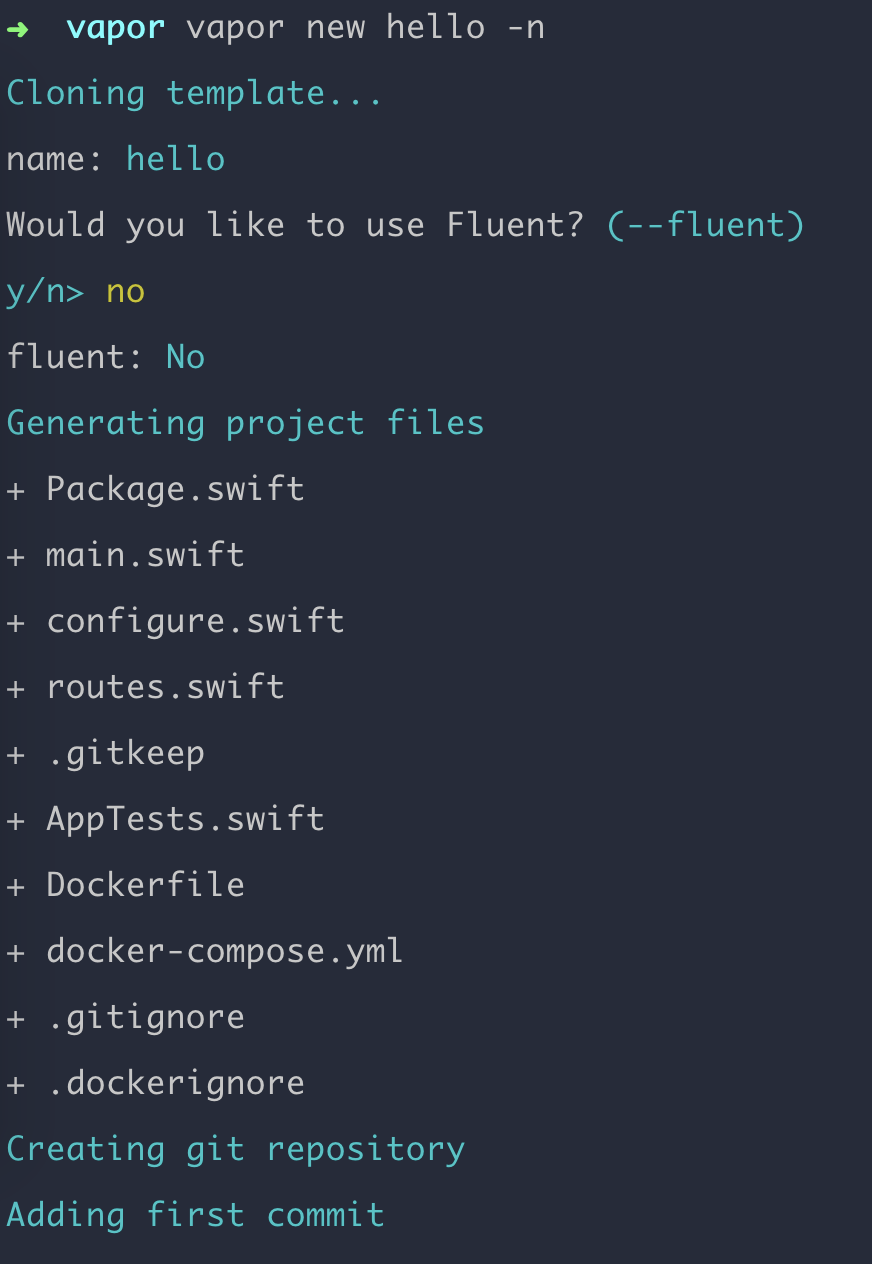 ➜  vapor vapor new hello -n
Cloning template...
name: hello
Would you like to use Fluent? (--fluent)
y/n> no
fluent: No
Generating project files
+ Package.swift
+ main.swift
+ configure.swift
+ routes.swift
+ .gitkeep
+ AppTests.swift
+ Dockerfile
+ docker-compose.yml
+ .gitignore
+ .dockerignore
Creating git repository
Adding first commit